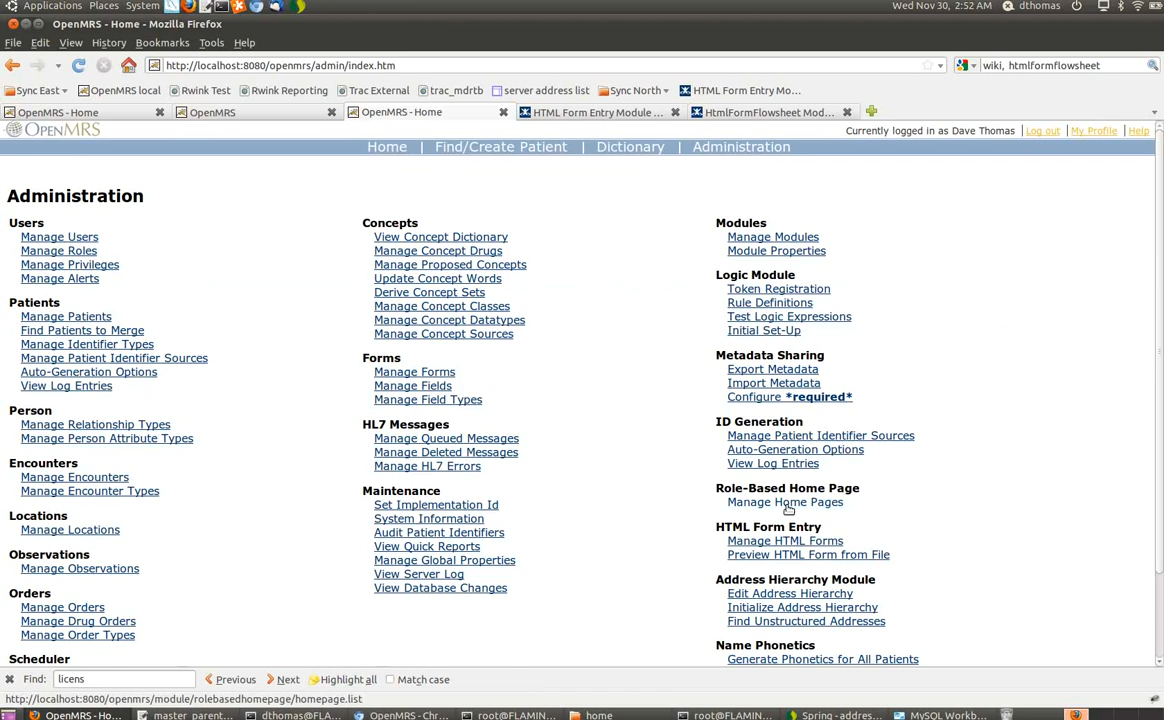 Applications Places System Wed Nov 30, 2:52 AM dthomas
OpenMRS - Home - Mozilla Firefox
File Edit View History Bookmarks Tools Help
http://localhost:8080/openmrs/admin/index.htm wiki, htmlformflowsheet
Sync East OpenMRS local Rwink Test Rwink Reporting Trac External trac_mdrtb server address list Sync North HTML Form Entry Mo...
OpenMRS - Home OpenMRS OpenMRS - Home HTML Form Entry Module ... HtmlFormFlowsheet Mod...
OPENMRS Currently logged in as Dave Thomas | Log out | My Profile | Help
Home | Find/Create Patient | Dictionary | Administration
Administration
Users
Manage Users
Manage Roles
Manage Privileges
Manage Alerts
Patients
Manage Patients
Find Patients to Merge
Manage Identifier Types
Manage Patient Identifier Sources
Auto-Generation Options
View Log Entries
Person
Manage Relationship Types
Manage Person Attribute Types
Encounters
Manage Encounters
Manage Encounter Types
Locations
Manage Locations
Observations
Manage Observations
Orders
Manage Orders
Manage Drug Orders
Manage Order Types
Scheduler
Concepts
View Concept Dictionary
Manage Concept Drugs
Manage Proposed Concepts
Update Concept Words
Derive Concept Sets
Manage Concept Classes
Manage Concept Datatypes
Manage Concept Sources
Forms
Manage Forms
Manage Fields
Manage Field Types
HL7 Messages
Manage Queued Messages
Manage Deleted Messages
Manage HL7 Errors
Maintenance
Set Implementation Id
System Information
Audit Patient Identifiers
View Quick Reports
Manage Global Properties
View Server Log
View Database Changes
Modules
Manage Modules
Module Properties
Logic Module
Token Registration
Rule Definitions
Test Logic Expressions
Initial Set-Up
Metadata Sharing
Export Metadata
Import Metadata
Configure *required*
ID Generation
Manage Patient Identifier Sources
Auto-Generation Options
View Log Entries
Role-Based Home Page
Manage Home Pages
HTML Form Entry
Manage HTML Forms
Preview HTML Form from File
Address Hierarchy Module
Edit Address Hierarchy
Initialize Address Hierarchy
Find Unstructured Addresses
Name Phonetics
Generate Phonetics for All Patients
Find: licens Previous Next Highlight all Match case
http://localhost:8080/openmrs/module/rolebasedhomepage/homepage.list
OpenMRS - Ho... master_parent... dthomas@FLA... OpenMRS - Chr... root@FLAMIN... home root@FLAMIN... Spring - addres... MySQL Workb...